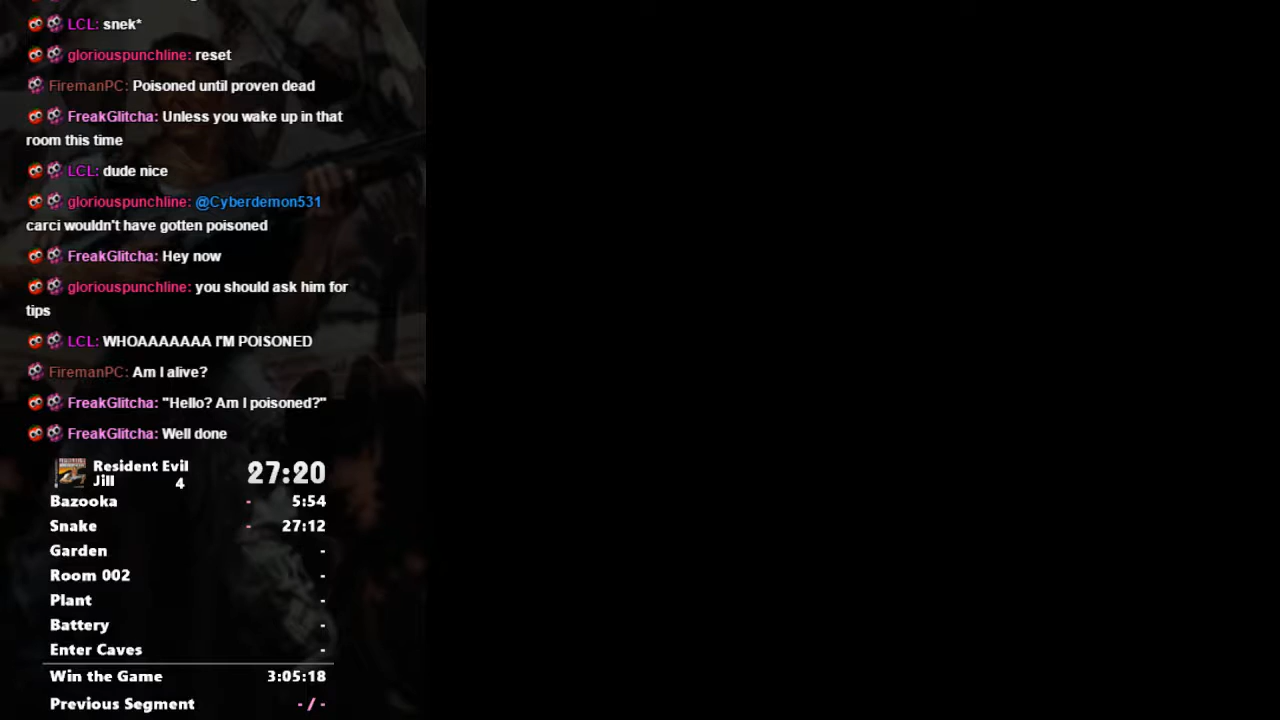 LCL: snek*
gloriouspunchline: reset
FiremanPC: Poisoned until proven dead
FreakGlitcha: Unless you wake up in that
room this time
LCL: dude nice
gloriouspunchline: @Cyberdemon531
carci wouldn't have gotten poisoned
FreakGlitcha: Hey now
gloriouspunchline: you should ask him for
tips
LCL: WHOAAAAAAA I'M POISONED
FiremanPC: Am I alive?
FreakGlitcha: "Hello? Am I poisoned?"
FreakGlitcha: Well done
Resident Evil 27:20
Jill 4
Bazooka - 5:54
Snake - 27:12
Garden -
Room 002 -
Plant -
Battery -
Enter Caves -
Win the Game 3:05:18
Previous Segment - / -